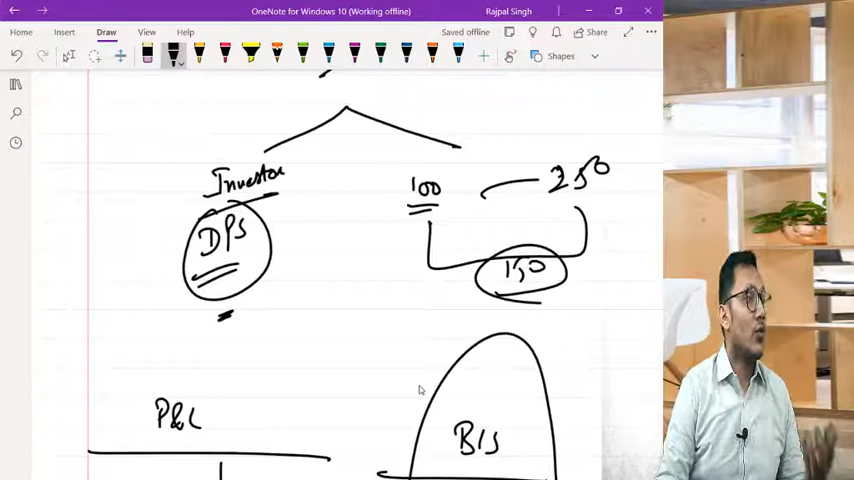 OneNote for Windows 10 (Working offline)
Rajpal Singh
Home Insert Draw View Help
Saved offline
Share
Shapes
Investor
100 250
DPS
150
P&L
B/S